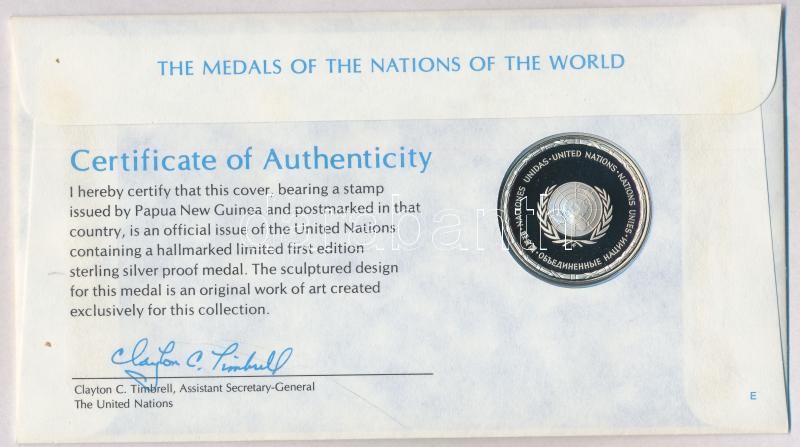 THE MEDALS OF THE NATIONS OF THE WORLD
Certificate of Authenticity
I hereby certify that this cover, bearing a stamp
issued by Papua New Guinea and postmarked in that
country, is an official issue of the United Nations
containing a hallmarked limited first edition
sterling silver proof medal. The sculptured design
for this medal is an original work of art created
exclusively for this collection.
Clayton C. Timbrell
Clayton C. Timbrell, Assistant Secretary-General
The United Nations
NACIONES UNIDAS · UNITED NATIONS · NATIONS UNIES · ОБЪЕДИНЕННЫЕ НАЦИИ ·
darabanth
E